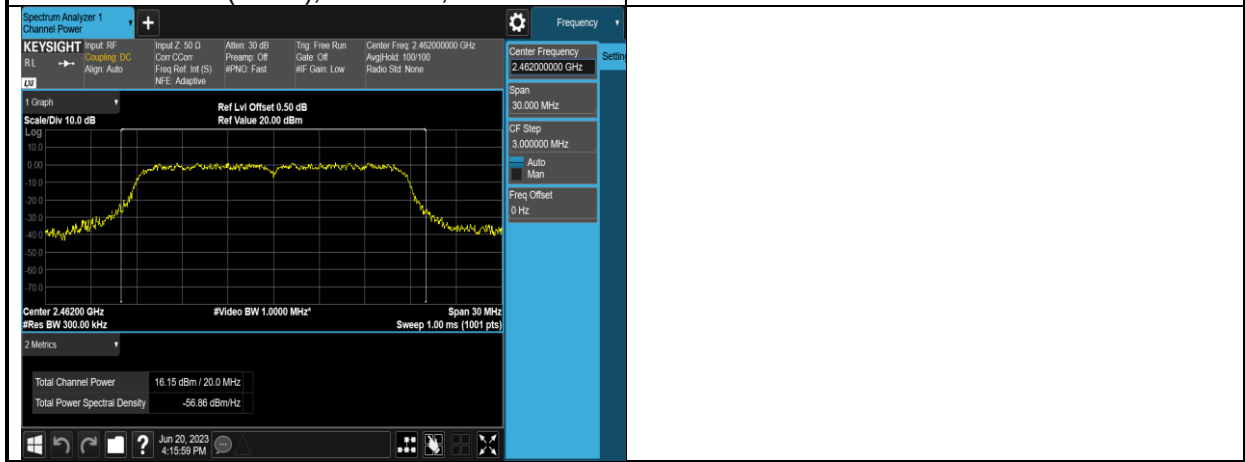 Spectrum Analyzer 1
Channel Power
Frequency
KEYSIGHT Input: RF Input Z: 50 Ω Atten: 30 dB Trig: Free Run Center Freq: 2.462000000 GHz
RL Coupling: DC Corr CCorr Preamp: Off Gate: Off Avg|Hold: 100/100
Align: Auto Freq Ref: Int (S) #PNO: Fast #IF Gain: Low Radio Std: None
LXI NFE: Adaptive
Center Frequency
2.462000000 GHz
Settin
Span
30.000 MHz
CF Step
3.000000 MHz
Auto
Man
Freq Offset
0 Hz
1 Graph
Ref Lvl Offset 0.50 dB
Scale/Div 10.0 dB Ref Value 20.00 dBm
Log
10.0
0.00
-10.0
-20.0
-30.0
-40.0
-50.0
-60.0
-70.0
Center 2.46200 GHz #Video BW 1.0000 MHz* Span 30 MHz
#Res BW 300.00 kHz Sweep 1.00 ms (1001 pts)
2 Metrics
Total Channel Power 16.15 dBm / 20.0 MHz
Total Power Spectral Density -56.86 dBm/Hz
? Jun 20, 2023
4:15:59 PM